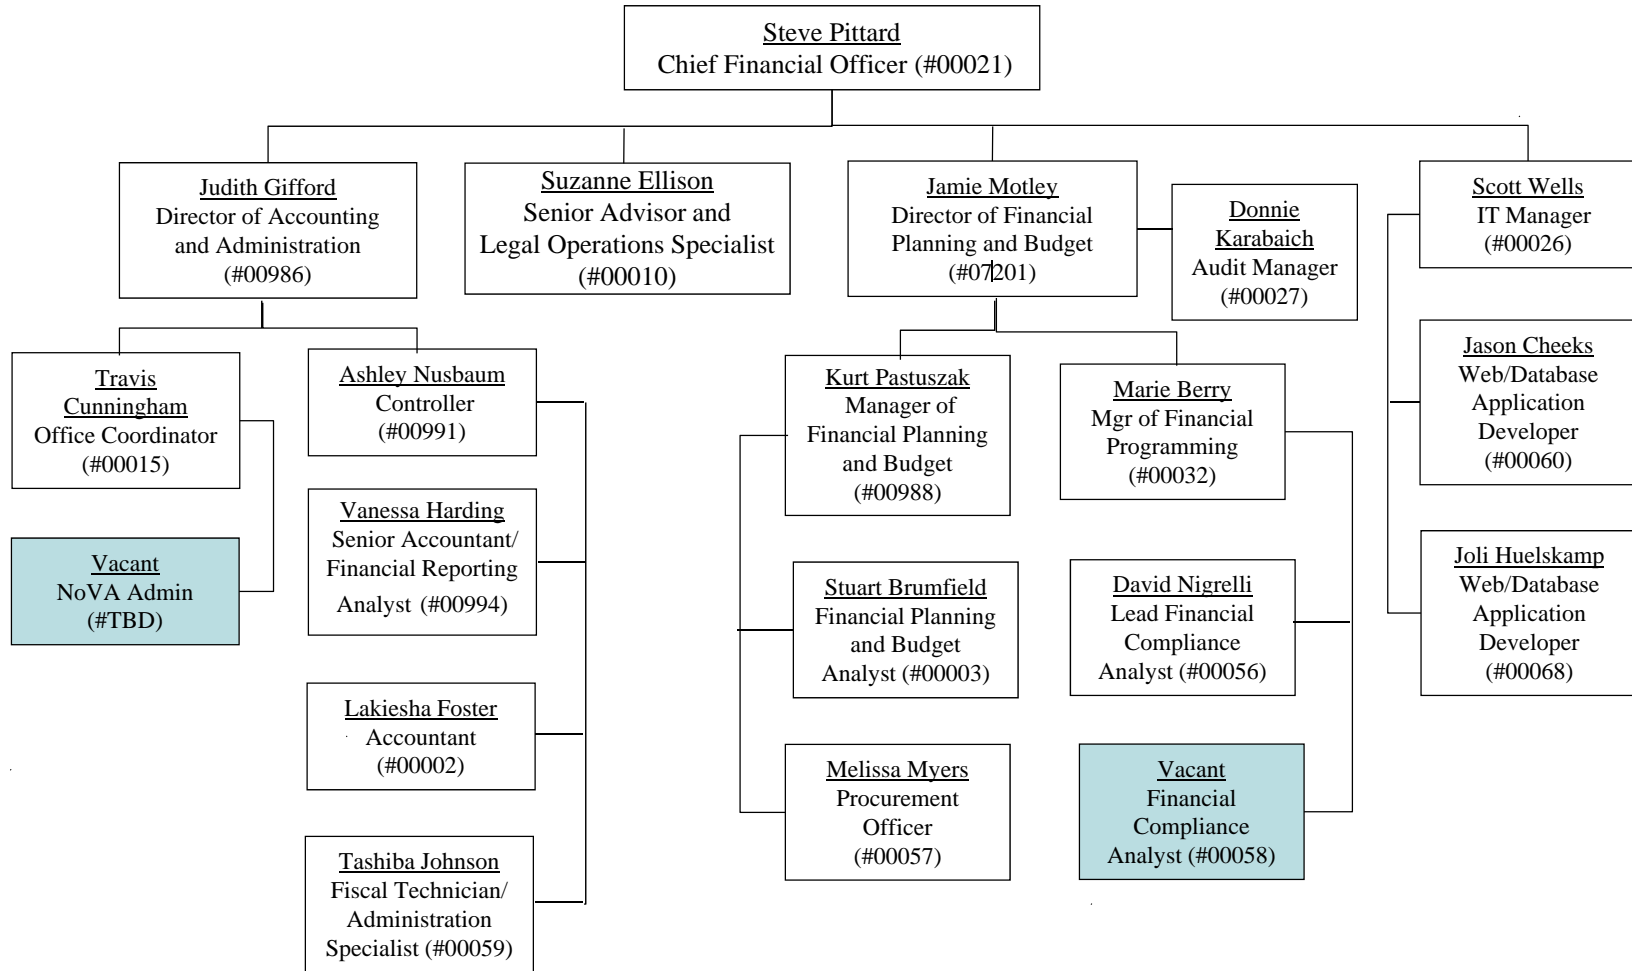 Steve Pittard
Chief Financial Officer (#00021)
Judith Gifford
Director of Accounting
and Administration
(#00986)
Suzanne Ellison
Senior Advisor and
Legal Operations Specialist
(#00010)
Jamie Motley
Director of Financial
Planning and Budget
(#07201)
Donnie
Karabaich
Audit Manager
(#00027)
Scott Wells
IT Manager
(#00026)
Travis
Cunningham
Office Coordinator
(#00015)
Ashley Nusbaum
Controller
(#00991)
Kurt Pastuszak
Manager of
Financial Planning
and Budget
(#00988)
Marie Berry
Mgr of Financial
Programming
(#00032)
Jason Cheeks
Web/Database
Application
Developer
(#00060)
Vacant
NoVA Admin
(#TBD)
Vanessa Harding
Senior Accountant/
Financial Reporting
Analyst (#00994)
Stuart Brumfield
Financial Planning
and Budget
Analyst (#00003)
David Nigrelli
Lead Financial
Compliance
Analyst (#00056)
Joli Huelskamp
Web/Database
Application
Developer
(#00068)
Lakiesha Foster
Accountant
(#00002)
Melissa Myers
Procurement
Officer
(#00057)
Vacant
Financial
Compliance
Analyst (#00058)
Tashiba Johnson
Fiscal Technician/
Administration
Specialist (#00059)